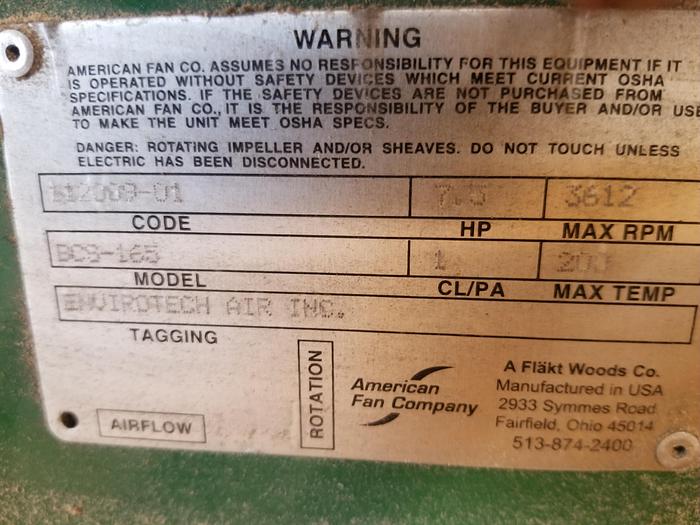 WARNING
AMERICAN FAN CO. ASSUMES NO RESPONSIBILITY FOR THIS EQUIPMENT IF IT
IS OPERATED WITHOUT SAFETY DEVICES WHICH MEET CURRENT OSHA
SPECIFICATIONS. IF THE SAFETY DEVICES ARE NOT PURCHASED FROM
AMERICAN FAN CO., IT IS THE RESPONSIBILITY OF THE BUYER AND/OR USE
TO MAKE THE UNIT MEET OSHA SPECS.
DANGER: ROTATING IMPELLER AND/OR SHEAVES. DO NOT TOUCH UNLESS
ELECTRIC HAS BEEN DISCONNECTED.
7.5 3612
CODE HP MAX RPM
BCS-165 1 200
MODEL CL/PA MAX TEMP
ENVIROTECH AIR INC.
TAGGING
AIRFLOW
ROTATION
American
Fan Company
A Fläkt Woods Co.
Manufactured in USA
2933 Symmes Road
Fairfield, Ohio 45014
513-874-2400